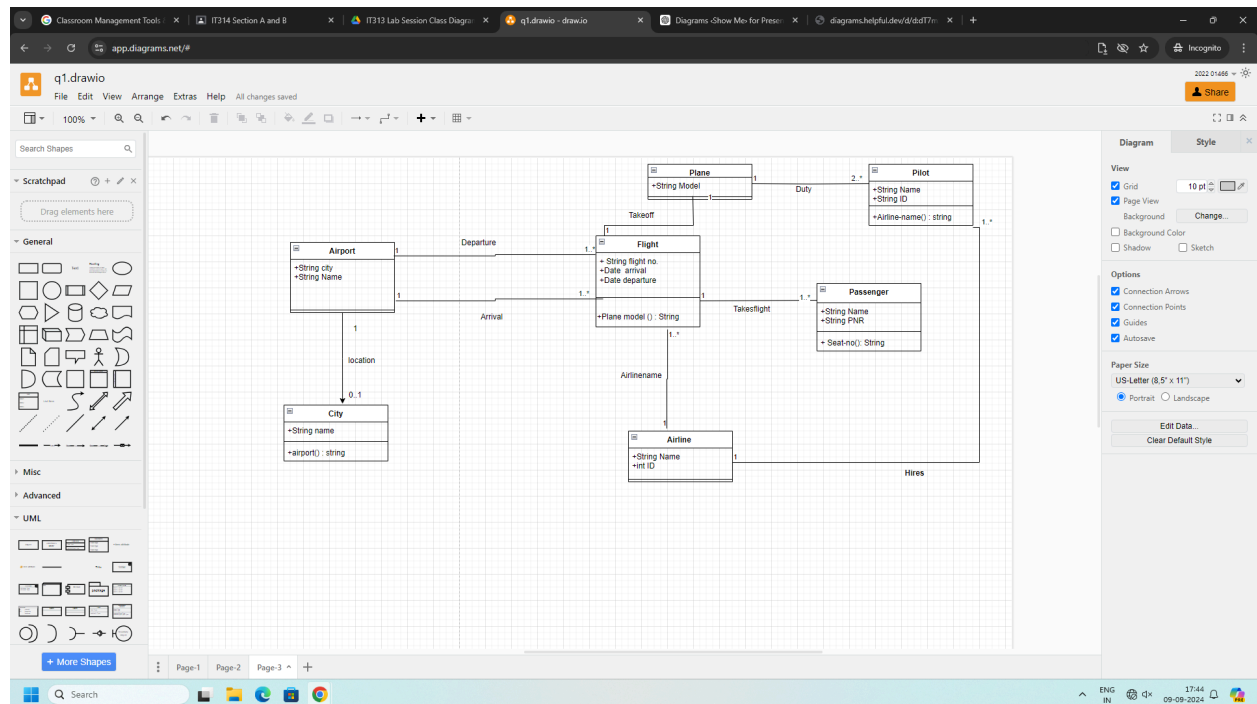 Classroom Management Tools
IT314 Section A and B
IT313 Lab Session Class Diagrar
q1.drawio - draw.io
Diagrams ‹Show Me› for Presen
diagrams.helpful.dev/d/d:dT7m
app.diagrams.net/#
Incognito
q1.drawio
2022 01466
File Edit View Arrange Extras Help All changes saved
Share
100%
Search Shapes
Scratchpad
Drag elements here
General
Misc
Advanced
UML
+ More Shapes
Plane
+String Model
1
1
Duty
2..*
Pilot
+String Name
+String ID
+Airline-name() : string
1..*
Takeoff
1
Airport
+String city
+String Name
1
Departure
1..*
Flight
+ String flight no.
+Date arrival
+Date departure
+Plane model () : String
1
Arrival
1..*
1
Takesflight
1..*
Passenger
+String Name
+String PNR
+ Seat-no(): String
1
location
0..1
City
+String name
+airport() : string
1..*
Airlinename
1
Airline
+String Name
+int ID
1
Hires
Diagram Style
View
Grid 10 pt
Page View
Background Change...
Background Color
Shadow Sketch
Options
Connection Arrows
Connection Points
Guides
Autosave
Paper Size
US-Letter (8,5" x 11")
Portrait Landscape
Edit Data...
Clear Default Style
Page-1 Page-2 Page-3
Search
ENG
IN
17:44
09-09-2024